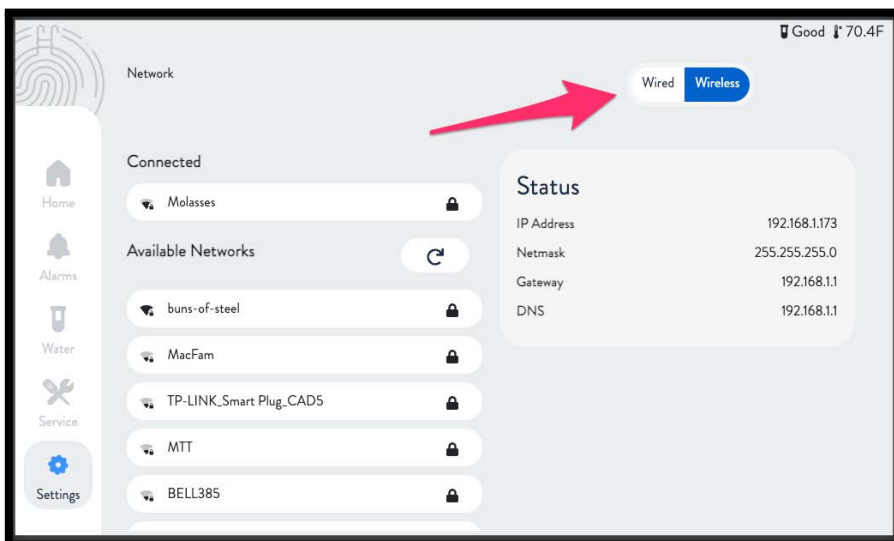 Good 70.4F
Network
Wired Wireless
Connected
Molasses
Available Networks
buns-of-steel
MacFam
TP-LINK_Smart Plug_CAD5
MTT
BELL385
Status
IP Address 192.168.1.173
Netmask 255.255.255.0
Gateway 192.168.1.1
DNS 192.168.1.1
Home
Alarms
Water
Service
Settings